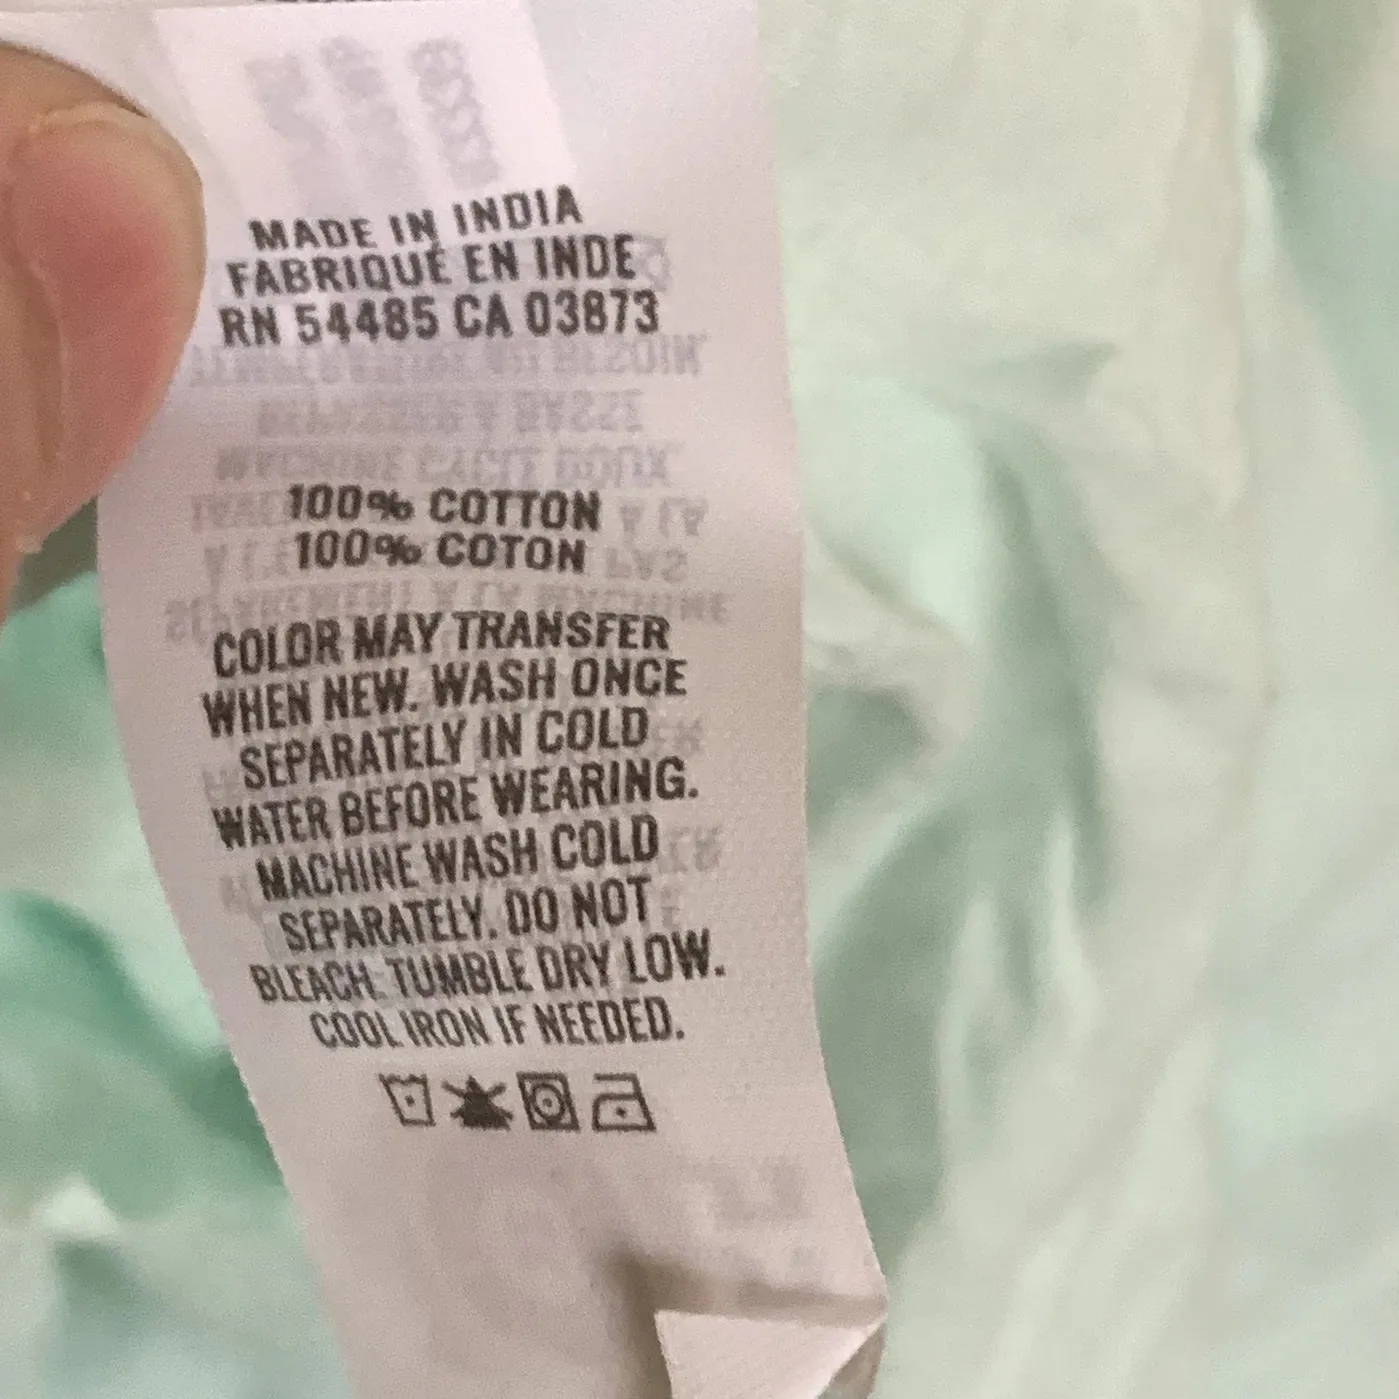 MADE IN INDIA
FABRIQUÉ EN INDE
RN 54485 CA 03873
100% COTTON
100% COTON
COLOR MAY TRANSFER
WHEN NEW. WASH ONCE
SEPARATELY IN COLD
WATER BEFORE WEARING.
MACHINE WASH COLD
SEPARATELY. DO NOT
BLEACH. TUMBLE DRY LOW.
COOL IRON IF NEEDED.